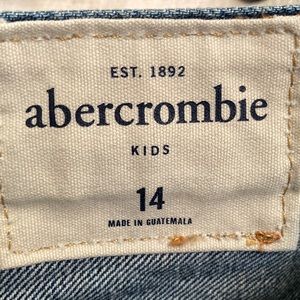 EST. 1892
abercrombie
KIDS
14
MADE IN GUATEMALA